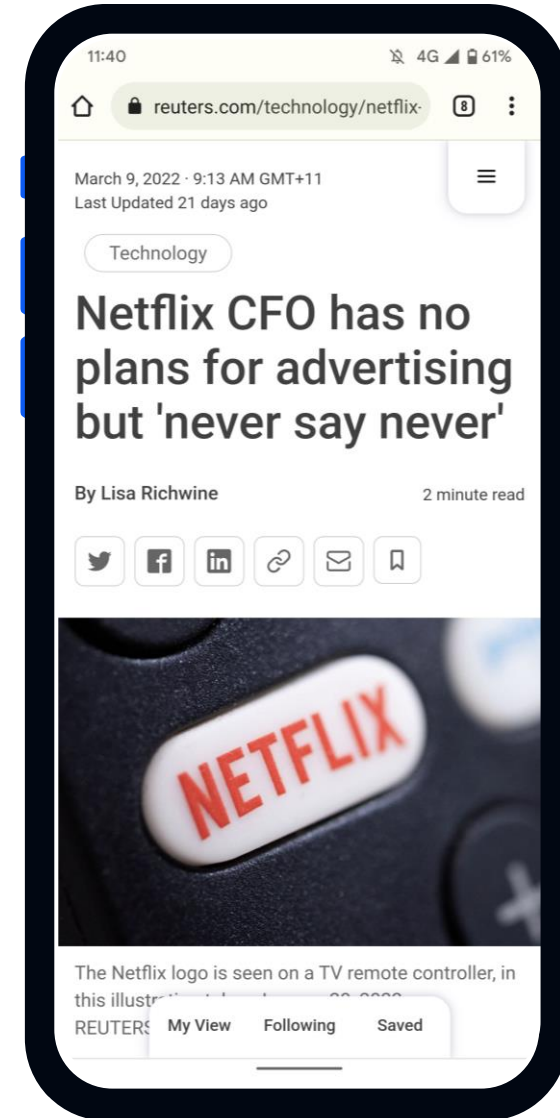 11:40
4G 61%
reuters.com/technology/netflix-
8
March 9, 2022 · 9:13 AM GMT+11
Last Updated 21 days ago
Technology
Netflix CFO has no
plans for advertising
but 'never say never'
By Lisa Richwine
2 minute read
NETFLIX
The Netflix logo is seen on a TV remote controller, in
this
REUTERS
My View Following Saved